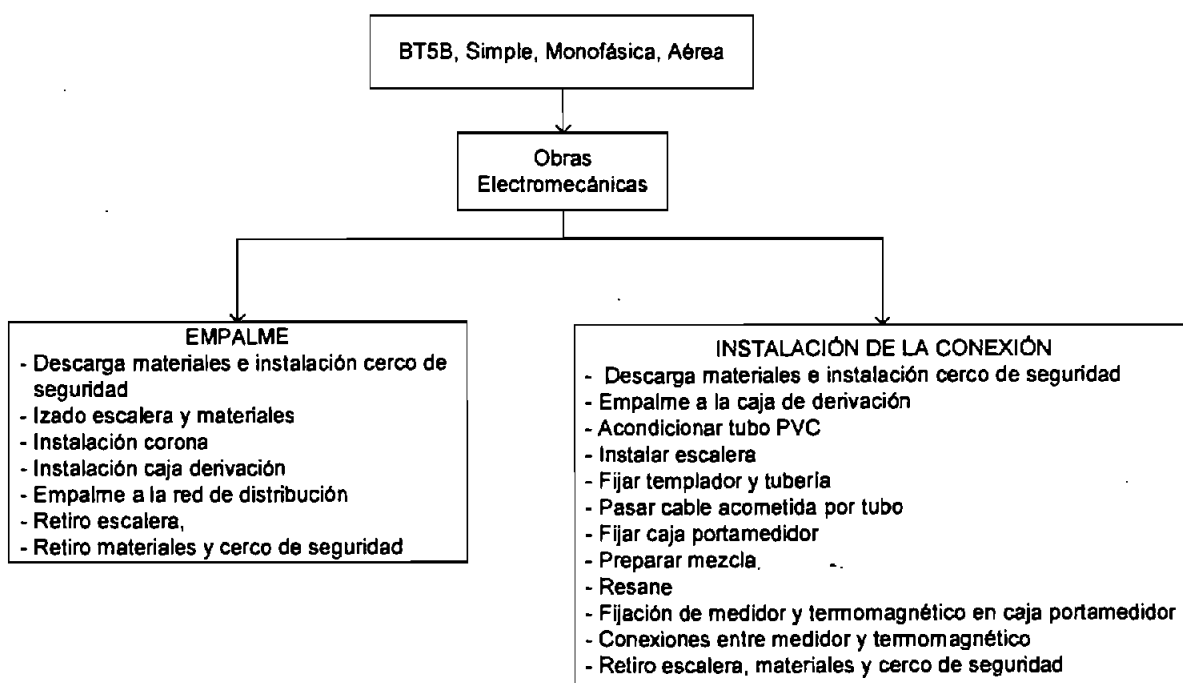 BT5B, Simple, Monofásica, Aérea
Obras
Electromecánicas
EMPALME
- Descarga materiales e instalación cerco de
seguridad
- Izado escalera y materiales
- Instalación corona
- Instalación caja derivación
- Empalme a la red de distribución
- Retiro escalera,
- Retiro materiales y cerco de seguridad
INSTALACIÓN DE LA CONEXIÓN
- Descarga materiales e instalación cerco de seguridad
- Empalme a la caja de derivación
- Acondicionar tubo PVC
- Instalar escalera
- Fijar templador y tubería
- Pasar cable acometida por tubo
- Fijar caja portamedidor
- Preparar mezcla
- Resane
- Fijación de medidor y termomagnético en caja portamedidor
- Conexiones entre medidor y termomagnético
- Retiro escalera, materiales y cerco de seguridad